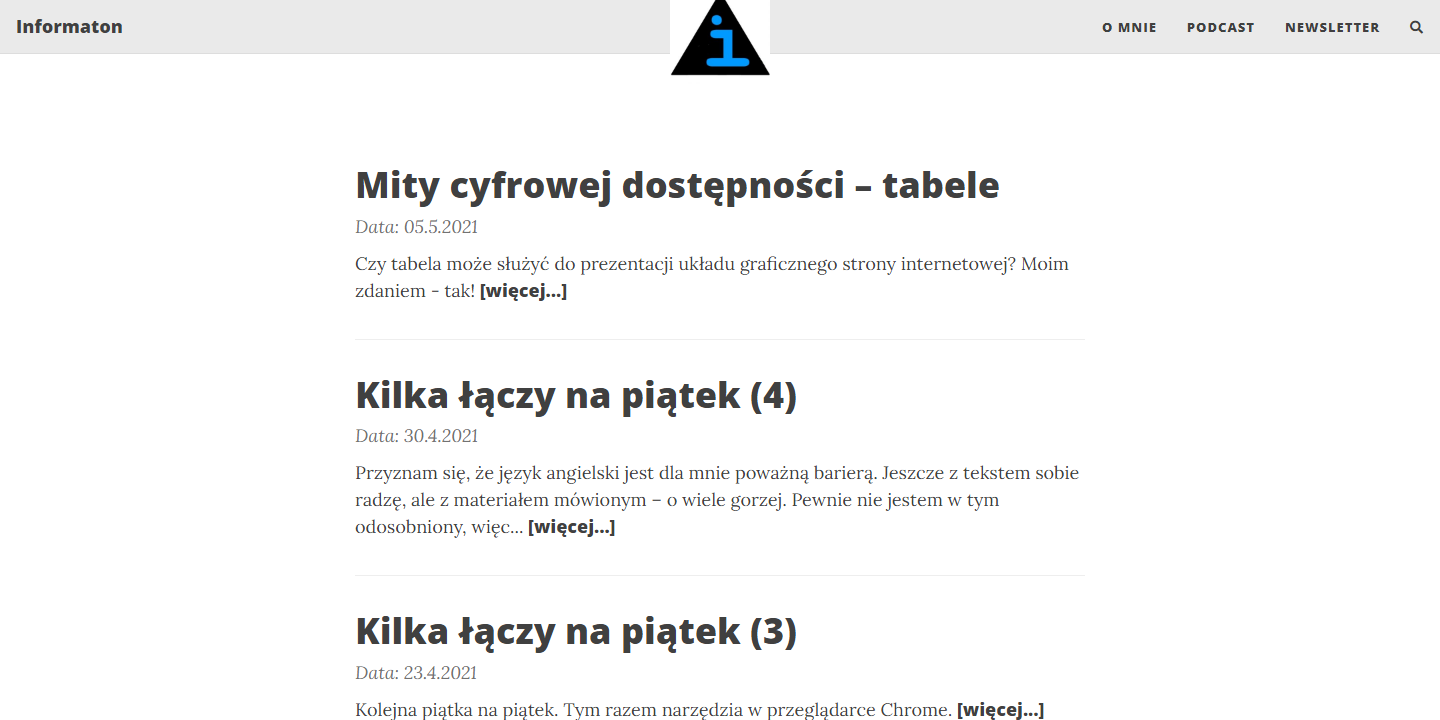 Informaton
i
O MNIE
PODCAST
NEWSLETTER
Mity cyfrowej dostępności – tabele
Data: 05.5.2021
Czy tabela może służyć do prezentacji układu graficznego strony internetowej? Moim
zdaniem - tak! [więcej...]
Kilka łączy na piątek (4)
Data: 30.4.2021
Przyznam się, że język angielski jest dla mnie poważną barierą. Jeszcze z tekstem sobie
radzę, ale z materiałem mówionym – o wiele gorzej. Pewnie nie jestem w tym
odosobniony, więc... [więcej...]
Kilka łączy na piątek (3)
Data: 23.4.2021
Kolejna piątka na piątek. Tym razem narzędzia w przeglądarce Chrome. [więcej...]